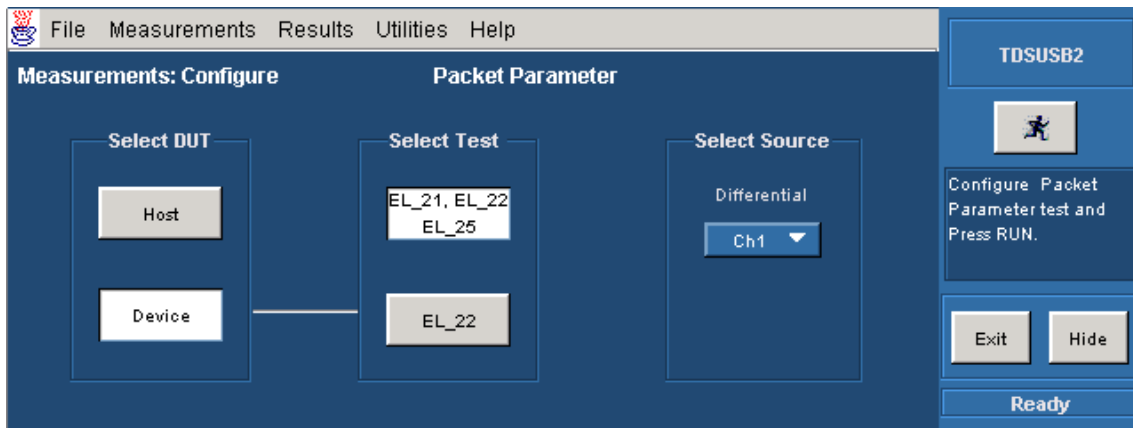 File Measurements Results Utilities Help
Measurements: Configure Packet Parameter
Select DUT
Host
Device
Select Test
EL_21, EL_22
EL_25
EL_22
Select Source
Differential
Ch1
TDSUSB2
Configure Packet
Parameter test and
Press RUN.
Exit
Hide
Ready